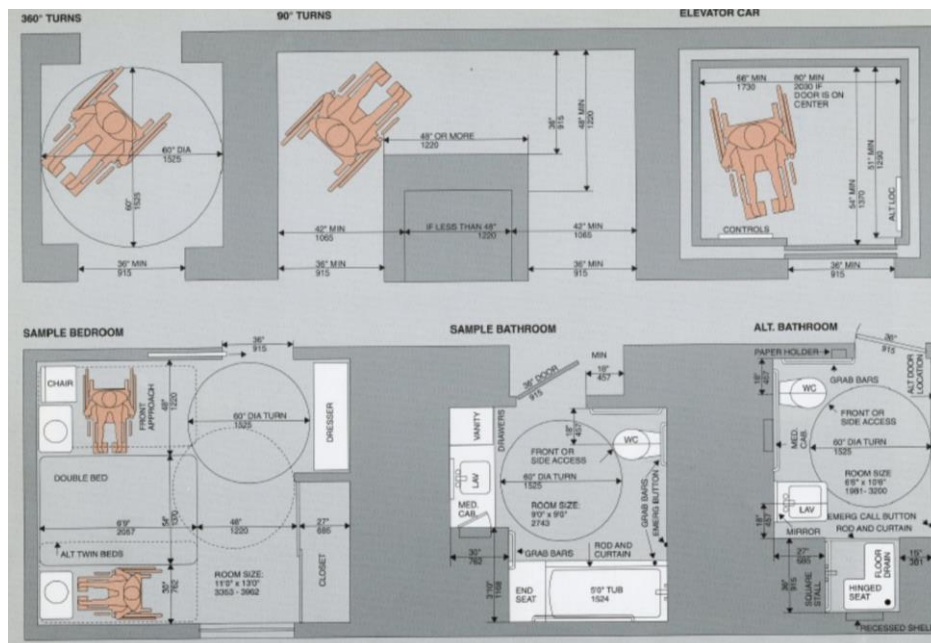 360° TURNS
90° TURNS
ELEVATOR CAR
60" DIA
1525
60"
1525
36" MIN
915
48" OR MORE
1220
36"
915
48" MIN
1220
42" MIN
1065
IF LESS THAN 48"
1220
42" MIN
1065
36" MIN
915
36" MIN
915
68" MIN
1730
80" MIN
2030 IF
DOOR IS ON
CENTER
54" MIN
1370
51" MIN
1290
ALT LOC
CONTROLS
36" MIN
915
SAMPLE BEDROOM
36"
915
CHAIR
FRONT
APPROACH
48"
1220
60" DIA TURN
1525
DRESSER
DOUBLE BED
6'9"
2057
54"
1370
48"
1220
27"
685
ALT TWIN BEDS
30"
762
ROOM SIZE:
11'0" x 13'0"
3353 - 3962
CLOSET
SAMPLE BATHROOM
36" DOOR
915
MIN
18"
457
VANITY
DRAWERS
18"
457
WC
FRONT OR
SIDE ACCESS
LAV
60" DIA TURN
1525
MED.
CAB.
ROOM SIZE:
9'0" x 9'0"
2743
GRAB BARS
EMERG BUTTON
30"
762
GRAB BARS
ROD AND
CURTAIN
END
SEAT
5'0" TUB
1524
ALT. BATHROOM
PAPER HOLDER
36"
915
ALT DOOR
LOCATION
18"
457
GRAB BARS
WC
FRONT OR
SIDE ACCESS
MED.
CAB.
60" DIA TURN
1525
ROOM SIZE
6'6" x 10'6"
1981- 3200
LAV
EMERG CALL BUTTON
18"
457
MIRROR
ROD AND CURTAIN
27"
685
15"
381
36"
915
SQUARE
STALL
FLOOR
DRAIN
HINGED
SEAT
RECESSED SHELF